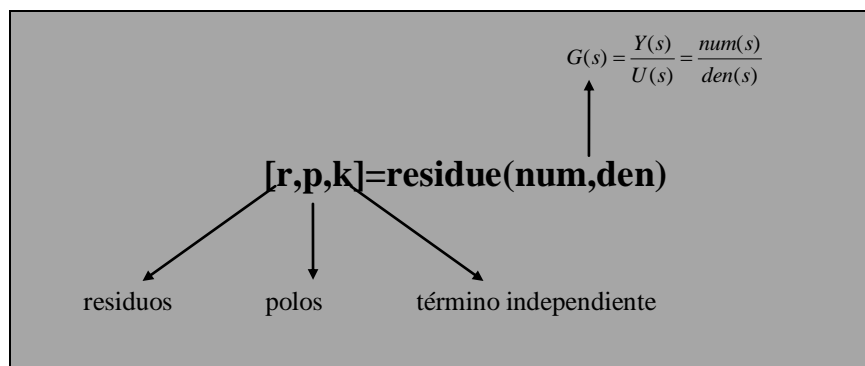 G(s) = Y(s)/U(s) = num(s)/den(s)
[r,p,k]=residue(num,den)
residuos polos término independiente